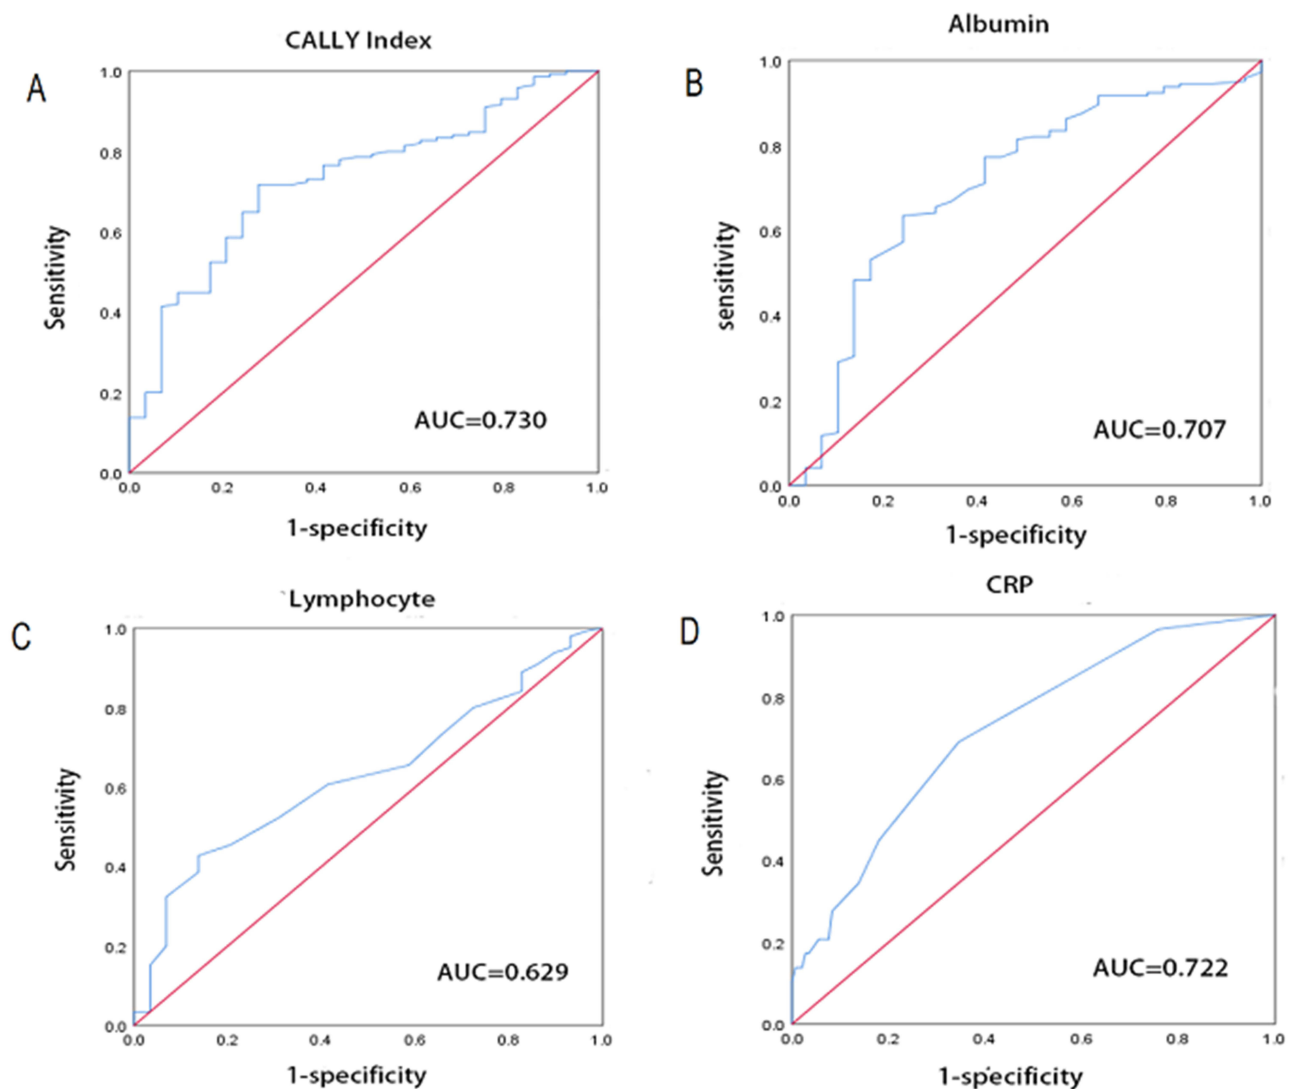 CALLY Index
A
1.0
0.8
0.6
0.4
0.2
0.0
Sensitivity
AUC=0.730
0.0 0.2 0.4 0.6 0.8 1.0
1-specificity
Albumin
B
1.0
0.8
0.6
0.4
0.2
0.0
sensitivity
AUC=0.707
0.0 0.2 0.4 0.6 0.8 1.0
1-specificity
Lymphocyte
C
1.0
0.8
0.6
0.4
0.2
0.0
Sensitivity
AUC=0.629
0.0 0.2 0.4 0.6 0.8 1.0
1-specificity
CRP
D
1.0
0.8
0.6
0.4
0.2
0.0
Sensitivity
AUC=0.722
0.0 0.2 0.4 0.6 0.8 1.0
1-specificity